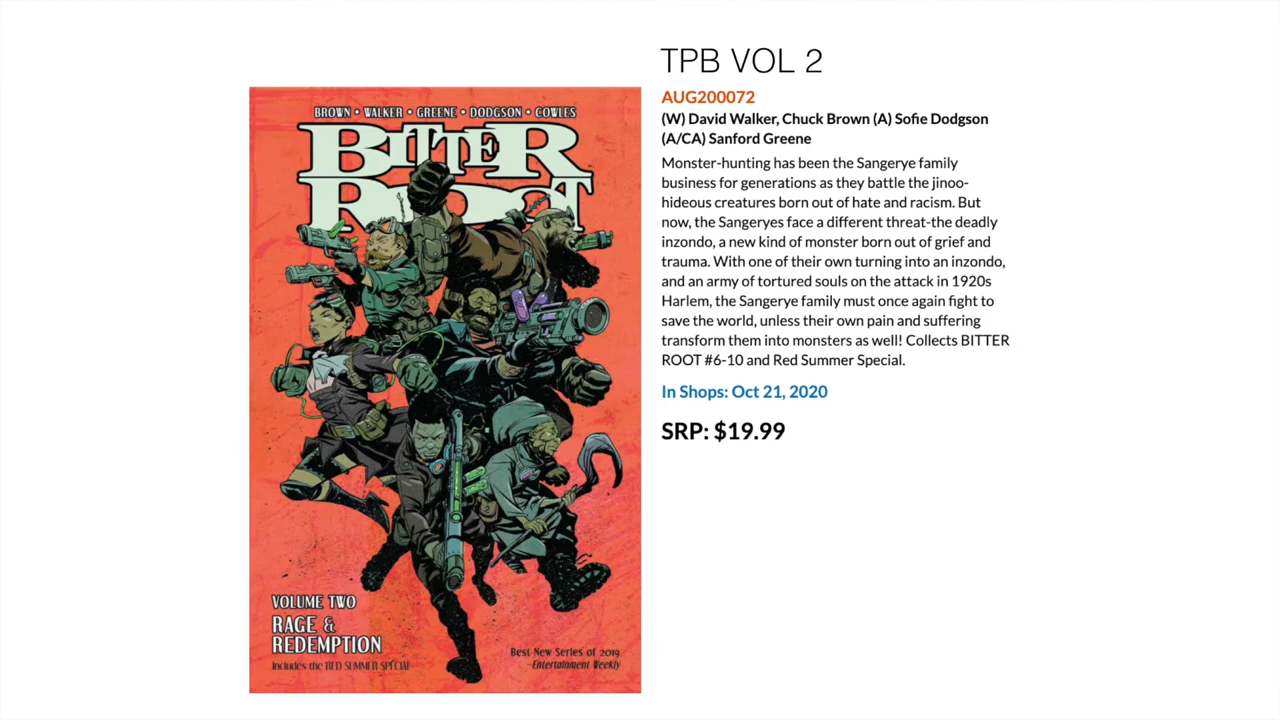 BROWN • WALKER • GREENE • DODGSON • COWLES
BITTER
ROOT
VOLUME TWO
RAGE &
REDEMPTION
Includes the RED SUMMER SPECIAL
Best New Series of 2019
–Entertainment Weekly
TPB VOL 2
AUG200072
(W) David Walker, Chuck Brown (A) Sofie Dodgson
(A/CA) Sanford Greene
Monster-hunting has been the Sangerye family
business for generations as they battle the jinoo-
hideous creatures born out of hate and racism. But
now, the Sangeryes face a different threat-the deadly
inzondo, a new kind of monster born out of grief and
trauma. With one of their own turning into an inzondo,
and an army of tortured souls on the attack in 1920s
Harlem, the Sangerye family must once again fight to
save the world, unless their own pain and suffering
transform them into monsters as well! Collects BITTER
ROOT #6-10 and Red Summer Special.
In Shops: Oct 21, 2020
SRP: $19.99